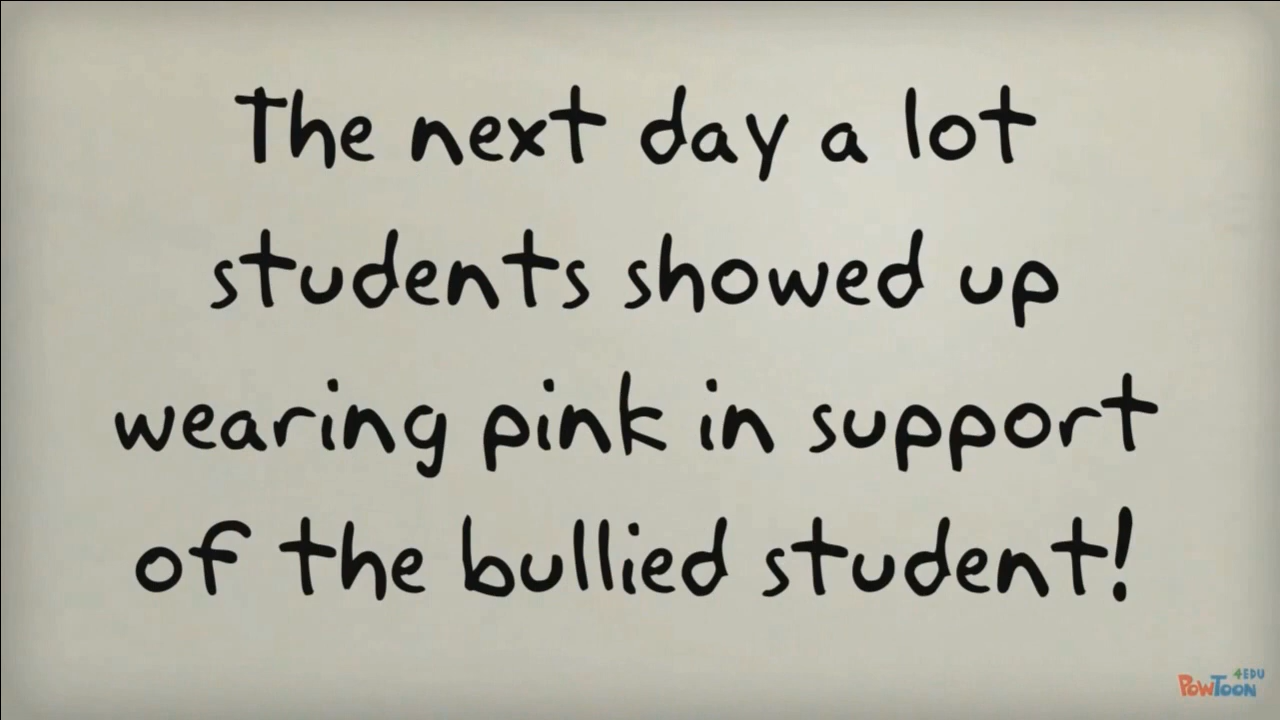 The next day a lot
students showed up
wearing pink in support
of the bullied student!
4EDU
POWTOON